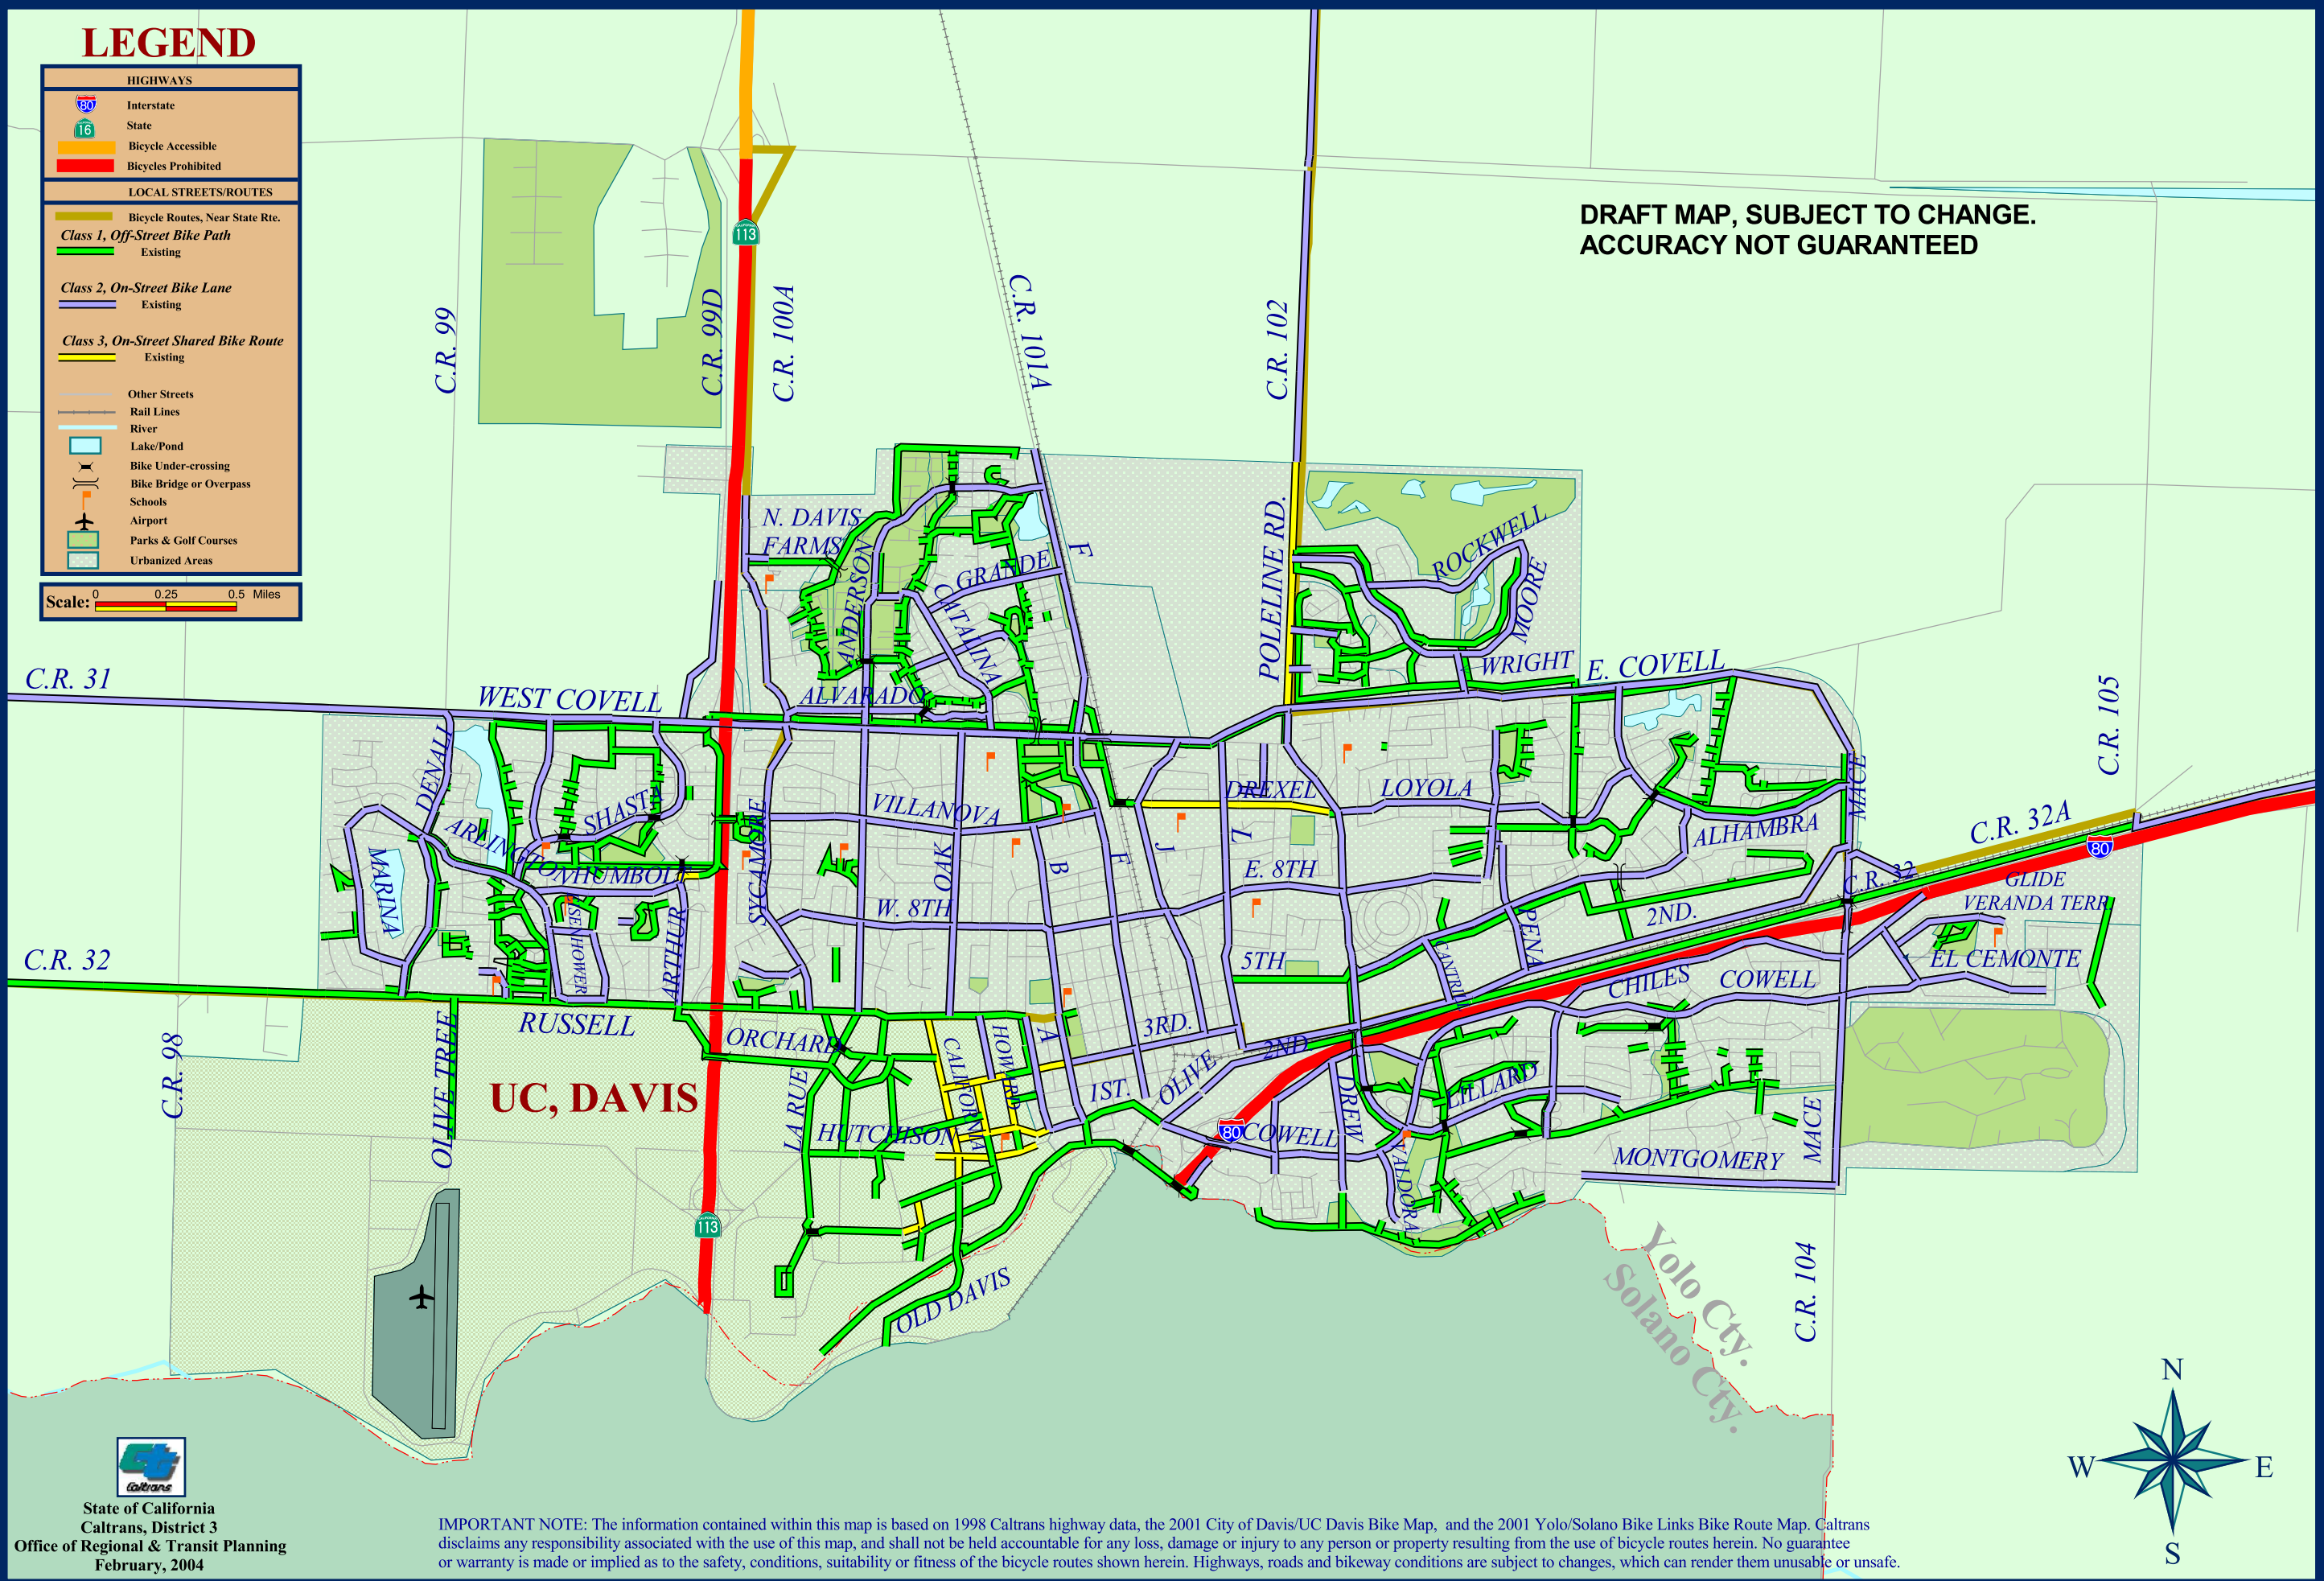 LEGEND
HIGHWAYS
80
Interstate
16
State
Bicycle Accessible
Bicycles Prohibited
LOCAL STREETS/ROUTES
Bicycle Routes, Near State Rte.
Class 1, Off-Street Bike Path
Existing
Class 2, On-Street Bike Lane
Existing
Class 3, On-Street Shared Bike Route
Existing
Other Streets
Rail Lines
River
Lake/Pond
Bike Under-crossing
Bike Bridge or Overpass
Schools
Airport
Parks & Golf Courses
Urbanized Areas
Scale: 0 0.25 0.5 Miles
DRAFT MAP, SUBJECT TO CHANGE.
ACCURACY NOT GUARANTEED
113
C.R. 99
C.R. 99D
C.R. 100A
C.R. 101A
C.R. 102
N. DAVIS
FARMS
ANDERSON
GRANDE
CATALINA
F
POLELINE RD.
ROCKWELL
MOORE
WRIGHT
E. COVELL
C.R. 31
WEST COVELL
ALVARADO
C.R. 105
DENALI
SHASTA
ARLINGTON
HUMBOLT
MARINA
EISENHOWER
ARTHUR
SYCAMORE
VILLANOVA
OAK
W. 8TH
B
F
J
L
DREXEL
LOYOLA
E. 8TH
ALHAMBRA
MACE
C.R. 32A
80
C.R. 32
GLIDE
VERANDA TERR
2ND.
PENA
CANTRILL
5TH
EL CEMONTE
CHILES
COWELL
C.R. 32
RUSSELL
OLIVE TREE
C.R. 98
UC, DAVIS
ORCHARD
LA RUE
CALIFORNIA
HOWARD
A
3RD.
2ND
1ST.
OLIVE
HUTCHISON
80
COWELL
DREW
LILLARD
WALDORA
MONTGOMERY
MACE
113
OLD DAVIS
C.R. 104
Yolo Cty.
Solano Cty.
N
W
E
S
Caltrans
State of California
Caltrans, District 3
Office of Regional & Transit Planning
February, 2004
IMPORTANT NOTE: The information contained within this map is based on 1998 Caltrans highway data, the 2001 City of Davis/UC Davis Bike Map, and the 2001 Yolo/Solano Bike Links Bike Route Map. Caltrans
disclaims any responsibility associated with the use of this map, and shall not be held accountable for any loss, damage or injury to any person or property resulting from the use of bicycle routes herein. No guarantee
or warranty is made or implied as to the safety, conditions, suitability or fitness of the bicycle routes shown herein. Highways, roads and bikeway conditions are subject to changes, which can render them unusable or unsafe.